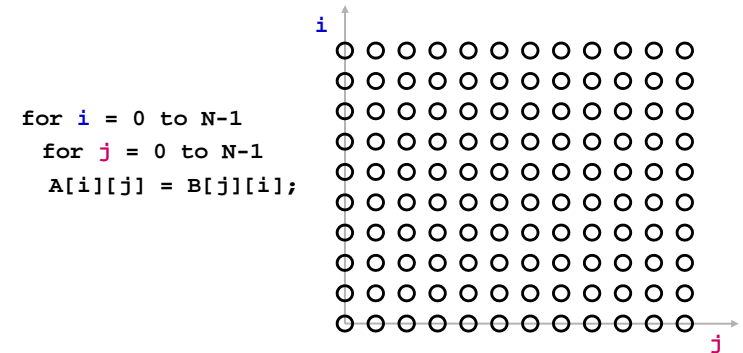 i
for i = 0 to N-1
for j = 0 to N-1
A[i][j] = B[j][i];
j